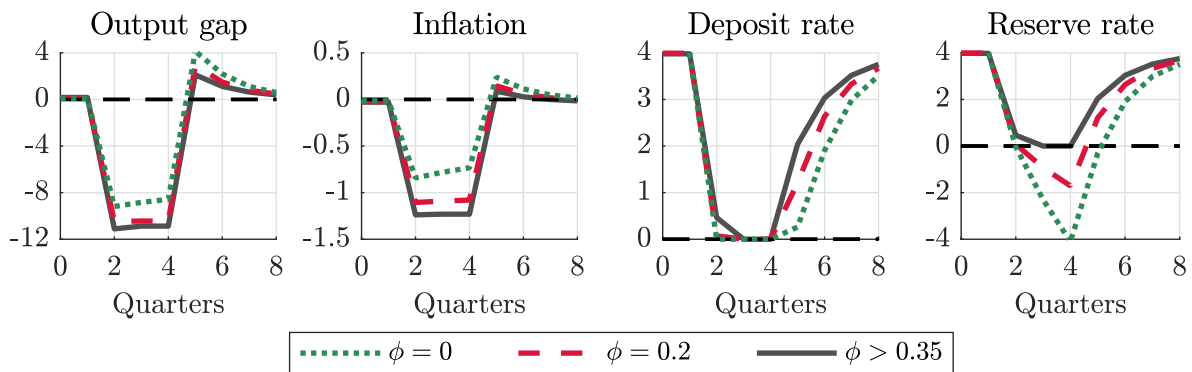 Output gap
Inflation
Deposit rate
Reserve rate
4
0
-4
-8
-12
0 2 4 6 8
Quarters
0.5
0
-0.5
-1
-1.5
0 2 4 6 8
Quarters
4
3
2
1
0
0 2 4 6 8
Quarters
4
2
0
-2
-4
0 2 4 6 8
Quarters
ϕ = 0
ϕ = 0.2
ϕ > 0.35